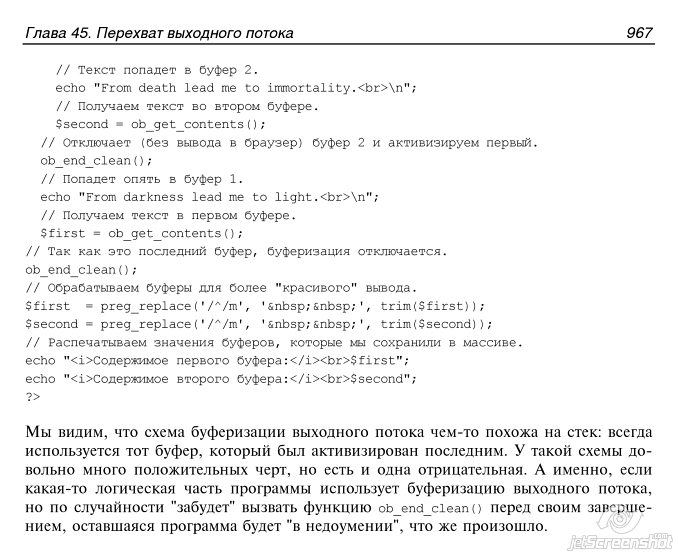 Глава 45. Перехват выходного потока 967
// Текст попадет в буфер 2.
echo "From death lead me to immortality.<br>\n";
// Получаем текст во втором буфере.
$second = ob_get_contents();
// Отключает (без вывода в браузер) буфер 2 и активизируем первый.
ob_end_clean();
// Попадет опять в буфер 1.
echo "From darkness lead me to light.<br>\n";
// Получаем текст в первом буфере.
$first = ob_get_contents();
// Так как это последний буфер, буферизация отключается.
ob_end_clean();
// Обрабатываем буферы для более "красивого" вывода.
$first  = preg_replace('/^/m', '&nbsp;&nbsp;', trim($first));
$second = preg_replace('/^/m', '&nbsp;&nbsp;', trim($second));
// Распечатываем значения буферов, которые мы сохранили в массиве.
echo "<i>Содержимое первого буфера:</i><br>$first";
echo "<i>Содержимое второго буфера:</i><br>$second";
?>
Мы видим, что схема буферизации выходного потока чем-то похожа на стек: всегда
используется тот буфер, который был активизирован последним. У такой схемы до-
вольно много положительных черт, но есть и одна отрицательная. А именно, если
какая-то логическая часть программы использует буферизацию выходного потока,
но по случайности "забудет" вызвать функцию ob_end_clean() перед своим заверше-
нием, оставшаяся программа будет "в недоумении", что же произошло.
jetScreenshot.com